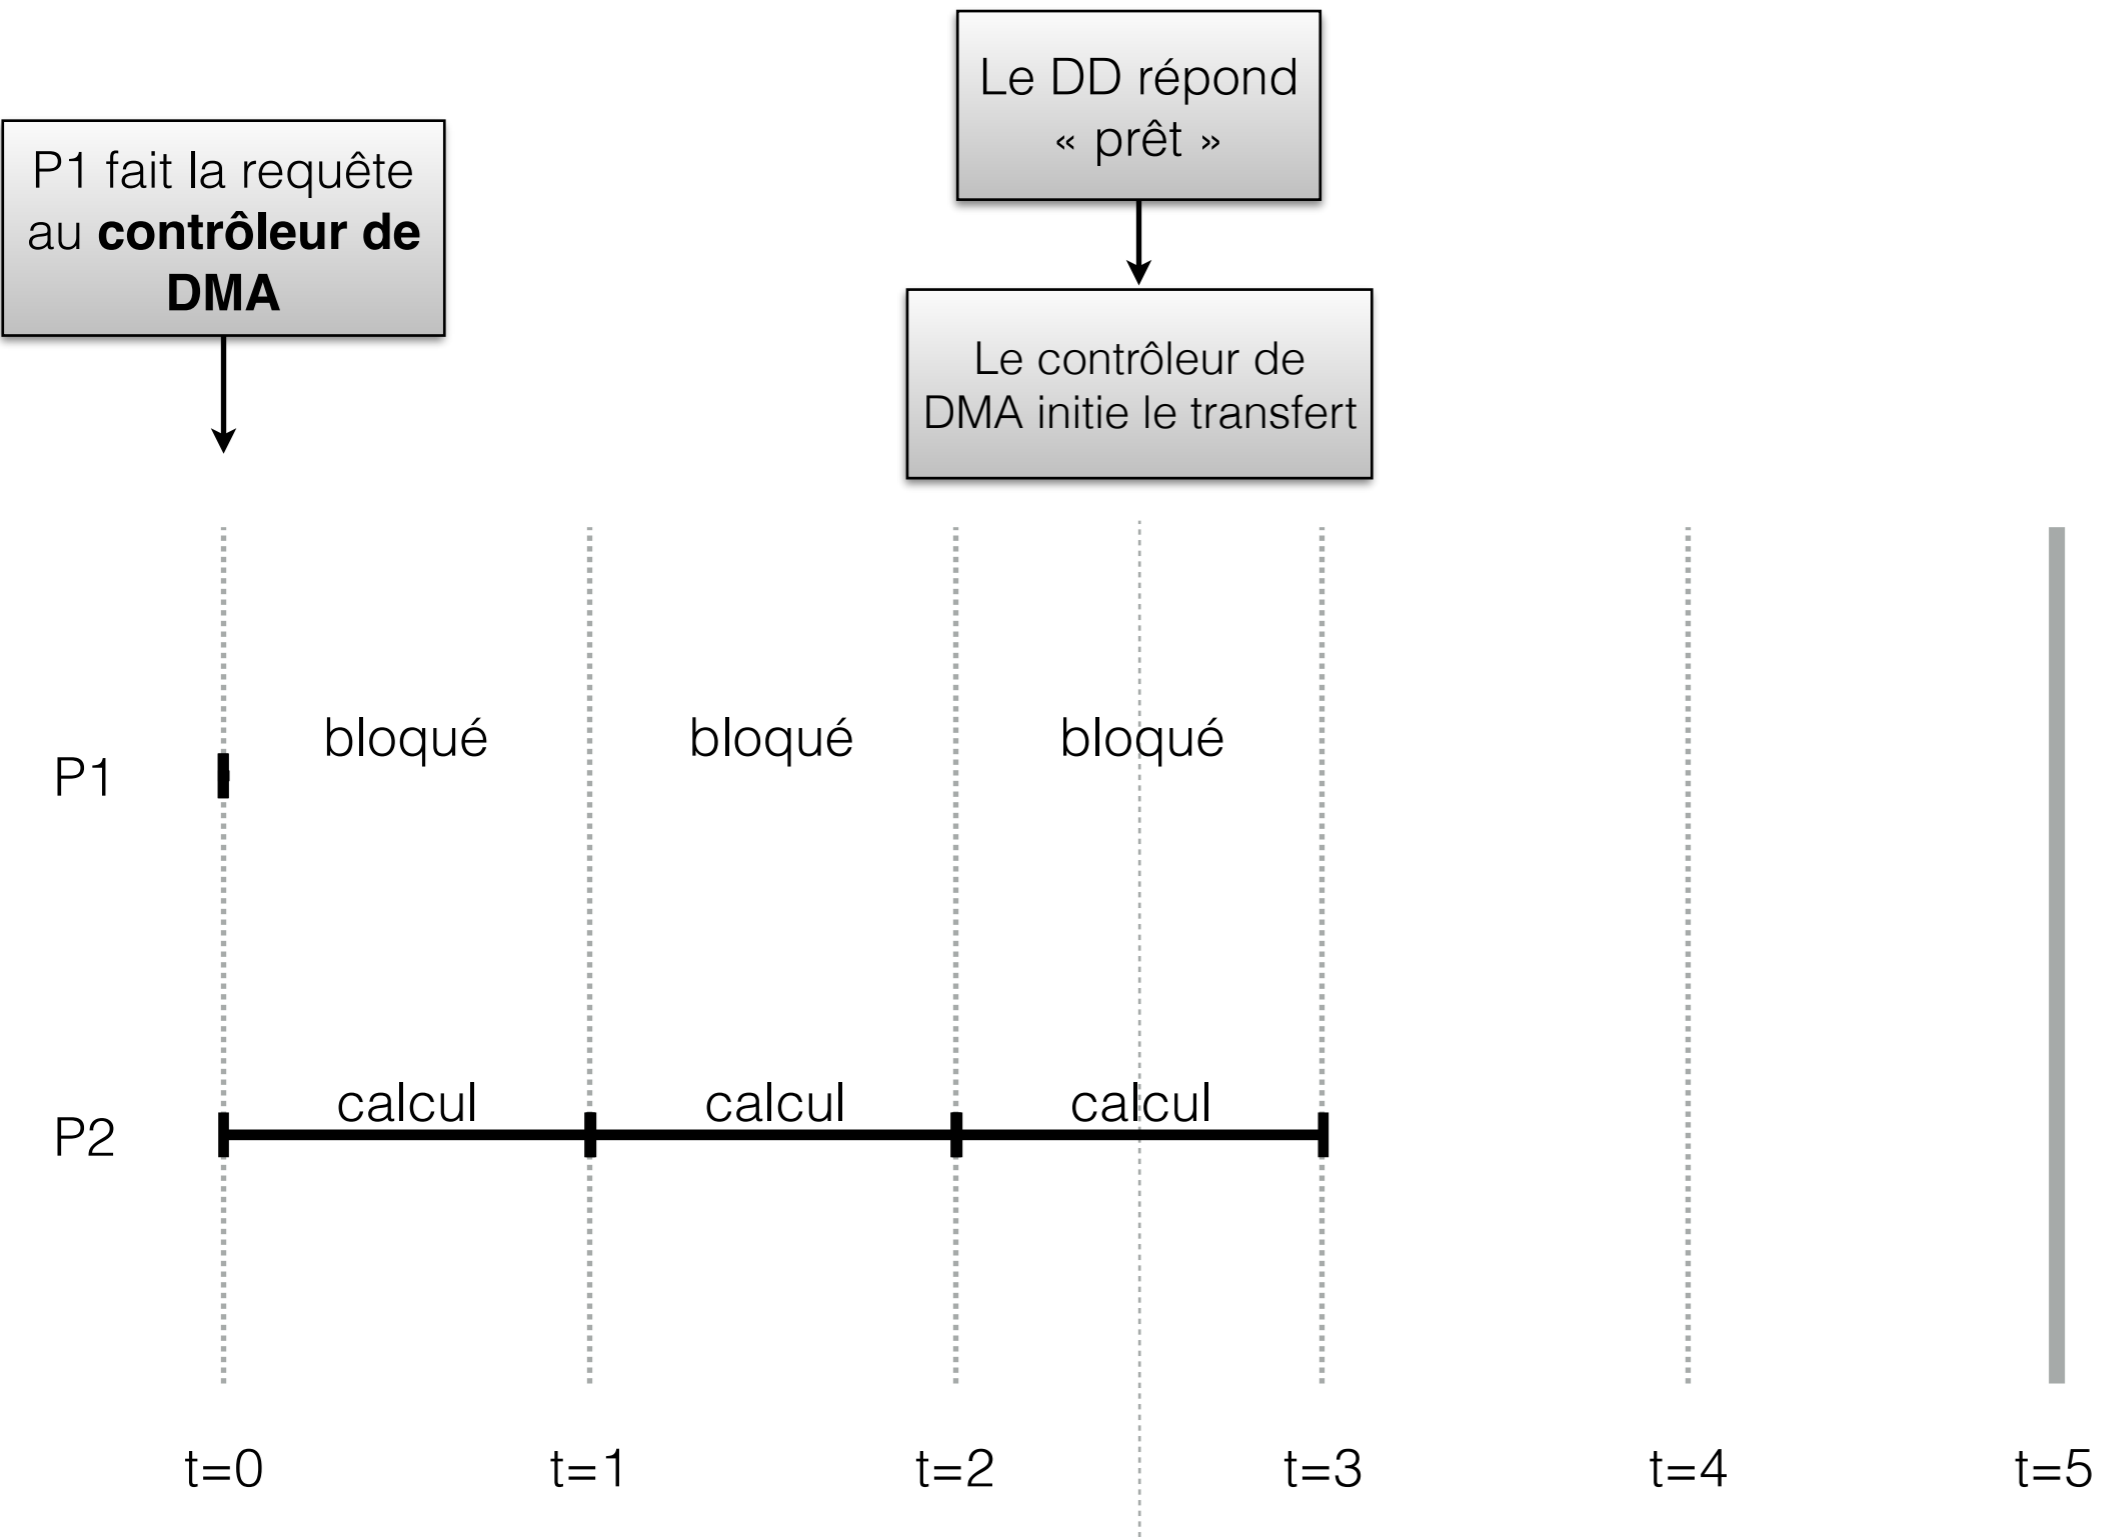 Le DD répond
« prêt »
P1 fait la requête
au contrôleur de
DMA
Le contrôleur de
DMA initie le transfert
bloqué
bloqué
bloqué
P1
calcul
calcul
calcul
P2
t=0
t=1
t=2
t=3
t=4
t=5